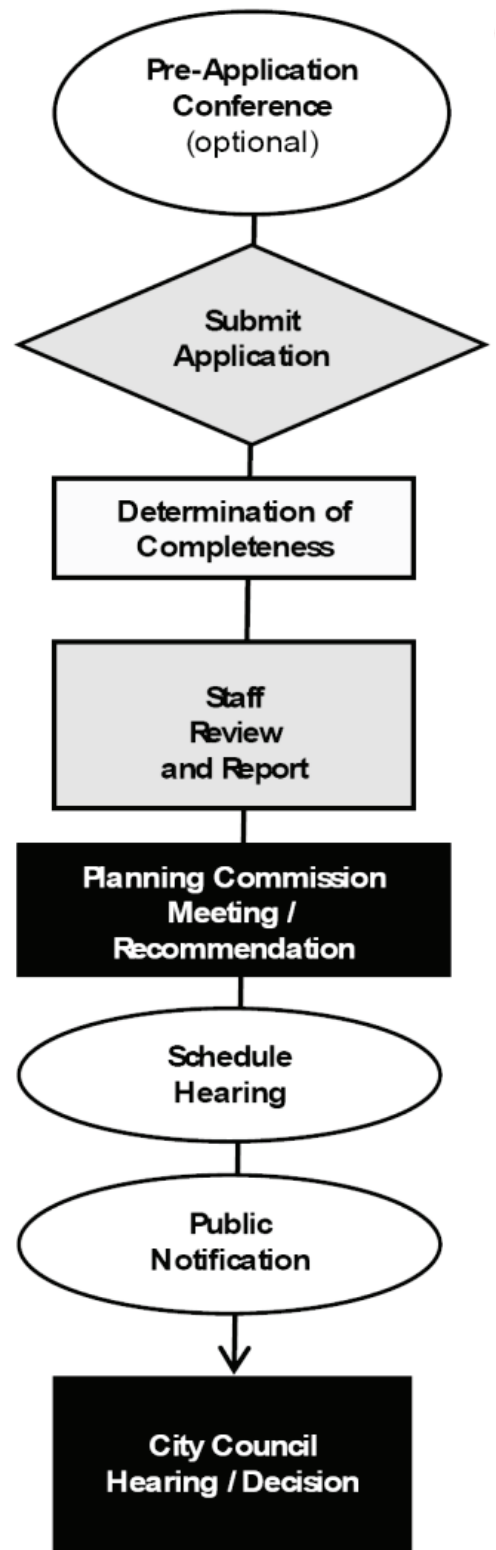 Pre-Application
Conference
(optional)
Submit
Application
Determination of
Completeness
Staff
Review
and Report
Planning Commission
Meeting /
Recommendation
Schedule
Hearing
Public
Notification
City Council
Hearing / Decision